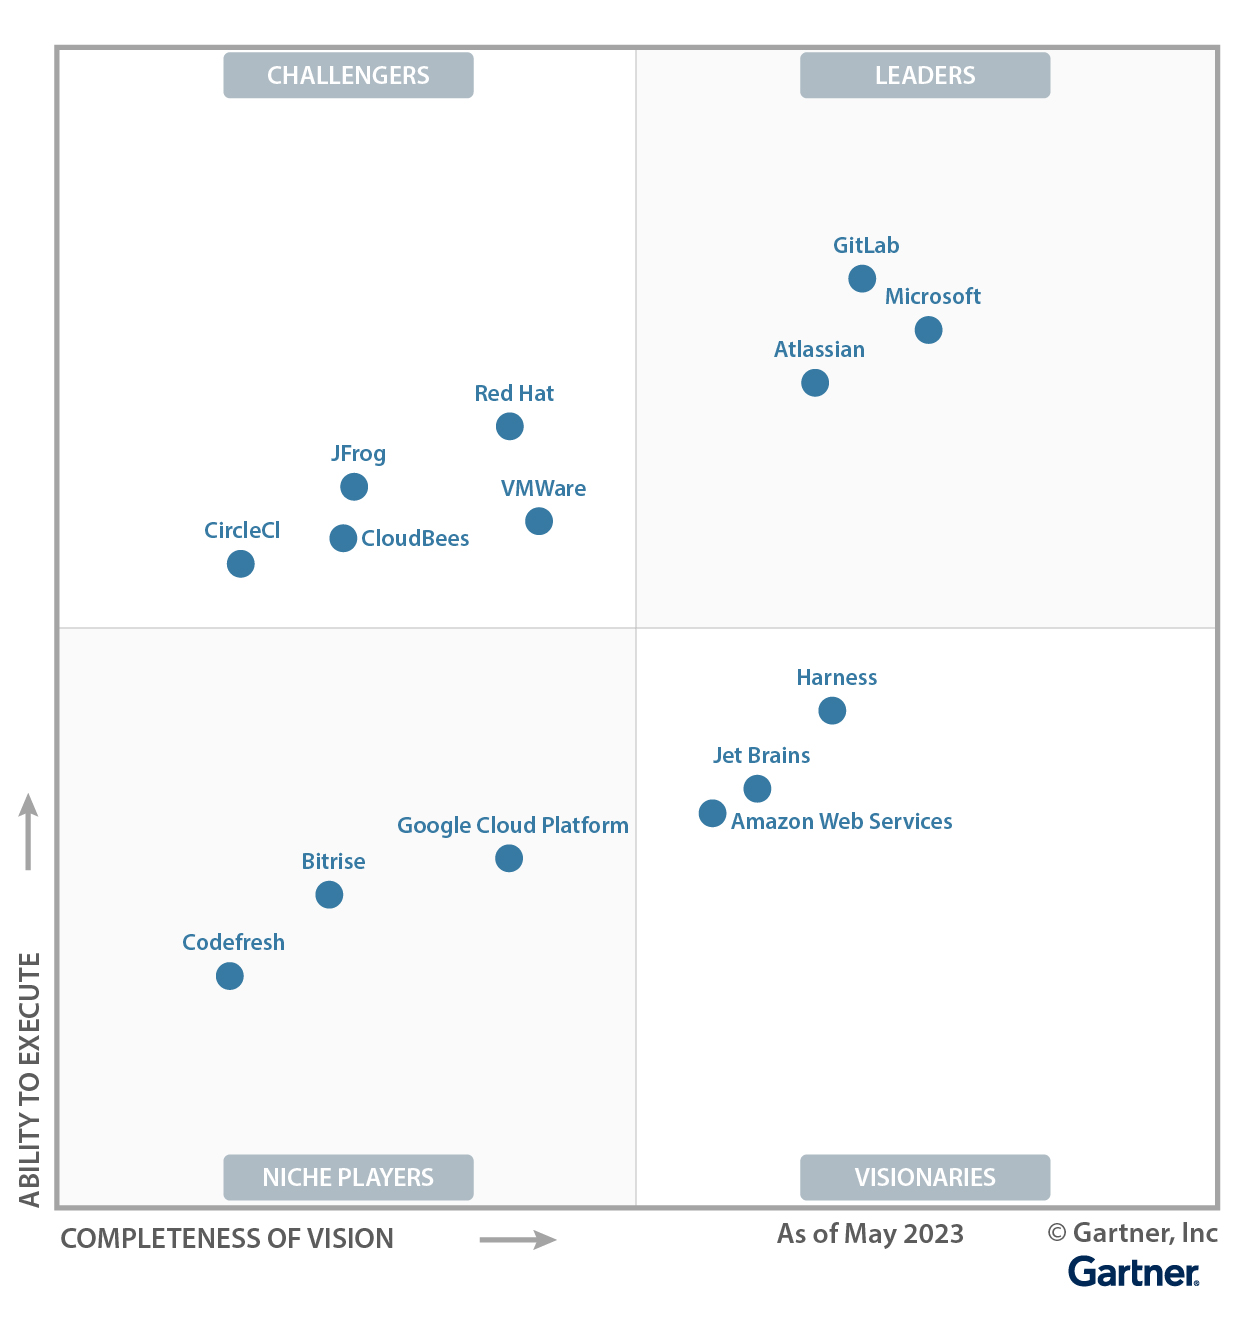 CHALLENGERS
LEADERS
GitLab
Microsoft
Atlassian
Red Hat
JFrog
VMWare
CircleCl
CloudBees
Harness
Jet Brains
Amazon Web Services
Google Cloud Platform
Bitrise
Codefresh
ABILITY TO EXECUTE
NICHE PLAYERS
VISIONARIES
COMPLETENESS OF VISION
As of May 2023
© Gartner, Inc
Gartner®